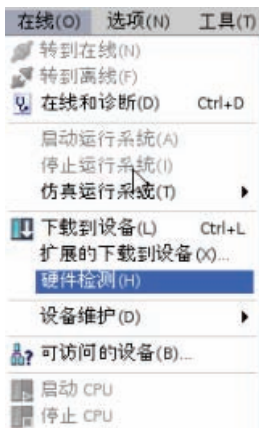 在线(O) 选项(N) 工具(T)
转到在线(N)
转到离线(F)
在线和诊断(D) Ctrl+D
启动运行系统(A)
停止运行系统(I)
仿真运行系统(T)
下载到设备(L) Ctrl+L
扩展的下载到设备(X)...
硬件检测(H)
设备维护(D)
可访问的设备(B)...
启动 CPU
停止 CPU